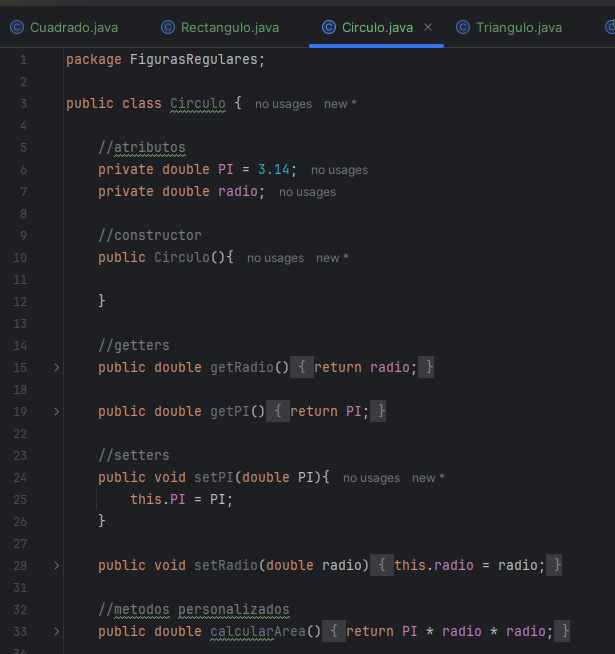 Cuadrado.java Rectangulo.java Circulo.java Triangulo.java
1 package FigurasRegulares;
2
3 public class Circulo { no usages new *
4
5 //atributos
6 private double PI = 3.14; no usages
7 private double radio; no usages
8
9 //constructor
10 public Circulo(){ no usages new *
11
12 }
13
14 //getters
15 public double getRadio() { return radio; }
18
19 public double getPI() { return PI; }
22
23 //setters
24 public void setPI(double PI){ no usages new *
25 this.PI = PI;
26 }
27
28 public void setRadio(double radio) { this.radio = radio; }
31
32 //metodos personalizados
33 public double calcularArea() { return PI * radio * radio; }
36